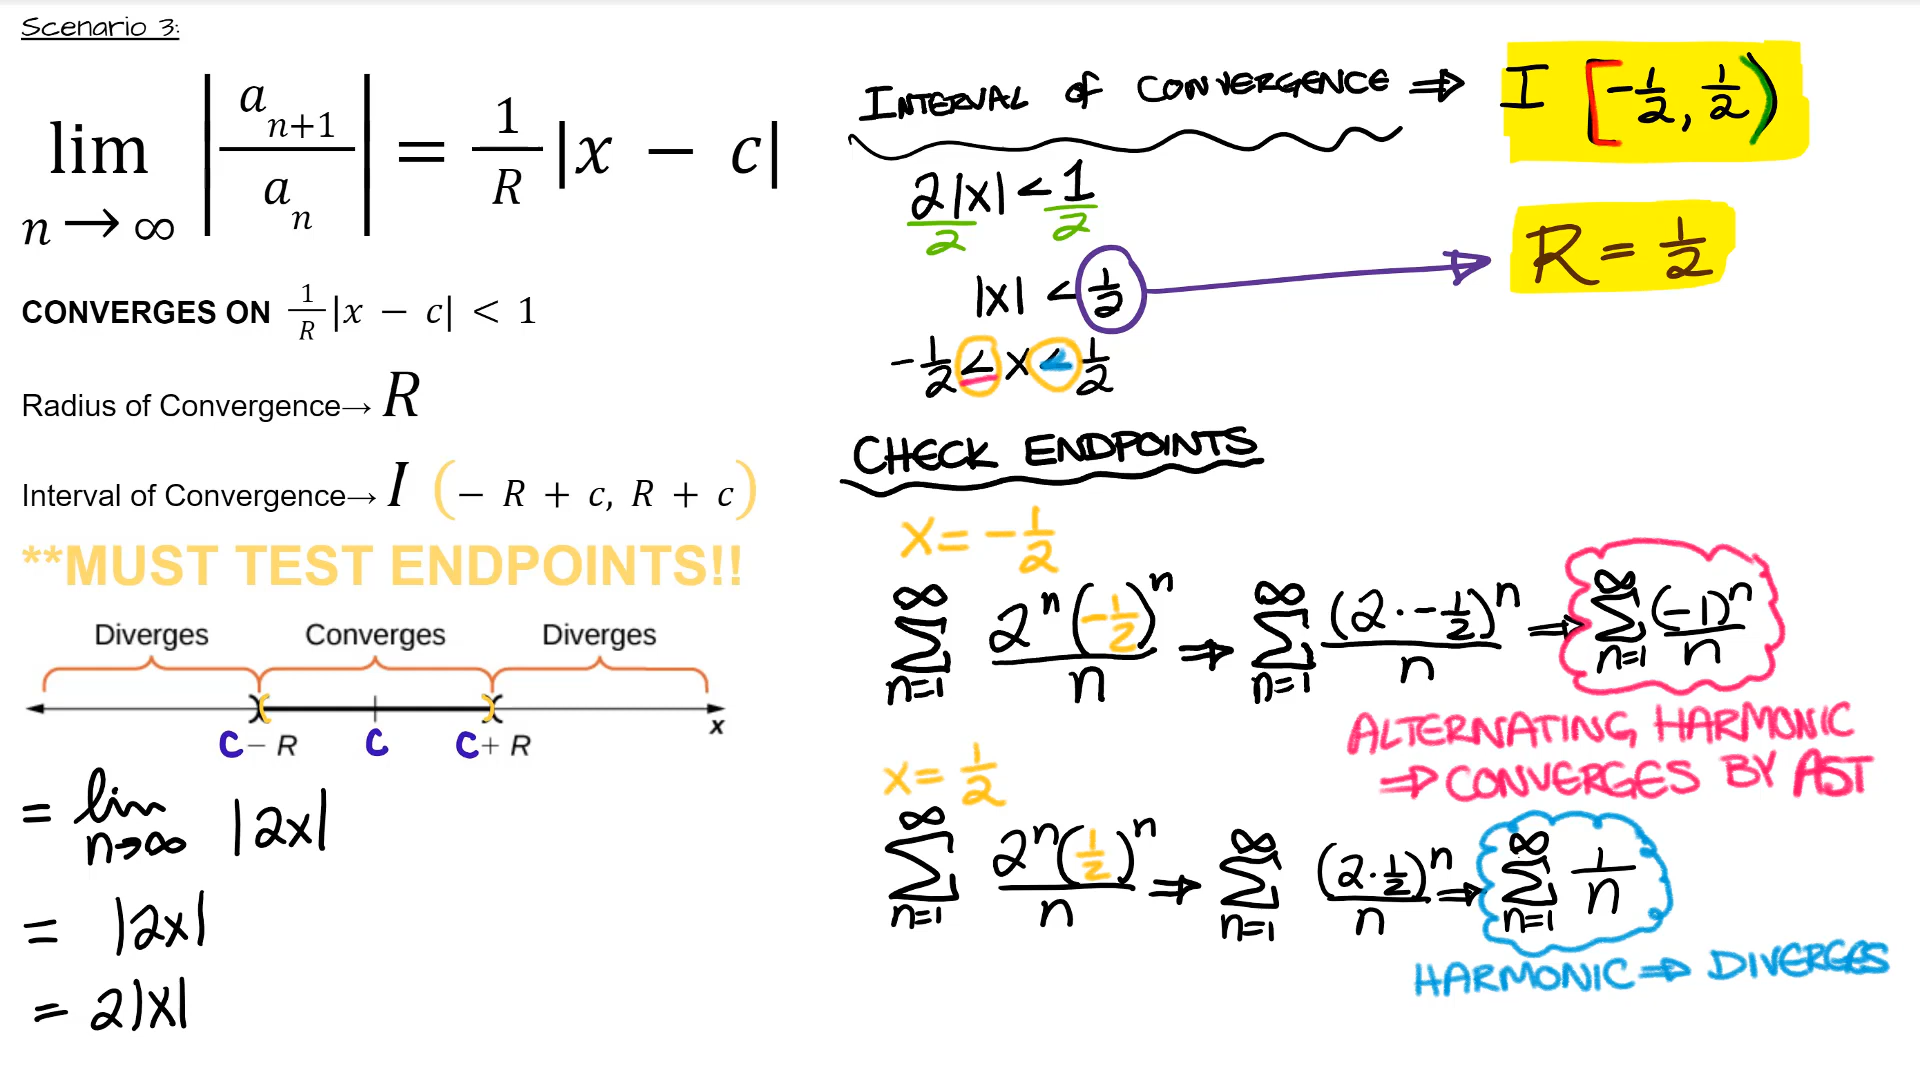 Scenario 3:
lim n→∞ |a_{n+1} / a_n| = 1/R |x − c|
CONVERGES ON 1/R |x − c| < 1
Radius of Convergence→ R
Interval of Convergence→ I (− R + c, R + c)
**MUST TEST ENDPOINTS!!
Diverges Converges Diverges
c − R c c + R x
= lim n→∞ |2x|
= |2x|
= 2|x|
INTERVAL of CONVERGENCE ⇒ I [-1/2, 1/2)
2|x| / 2 < 1 / 2
|x| < 1/2 → R = 1/2
-1/2 ≤ x < 1/2
CHECK ENDPOINTS
x = -1/2
∑_{n=1}^{∞} 2^n (-1/2)^n / n ⇒ ∑_{n=1}^{∞} (2 · -1/2)^n / n ⇒ ∑_{n=1}^{∞} (-1)^n / n
ALTERNATING HARMONIC
⇒ CONVERGES BY AST
x = 1/2
∑_{n=1}^{∞} 2^n (1/2)^n / n ⇒ ∑_{n=1}^{∞} (2 · 1/2)^n / n ⇒ ∑_{n=1}^{∞} 1/n
HARMONIC ⇒ DIVERGES